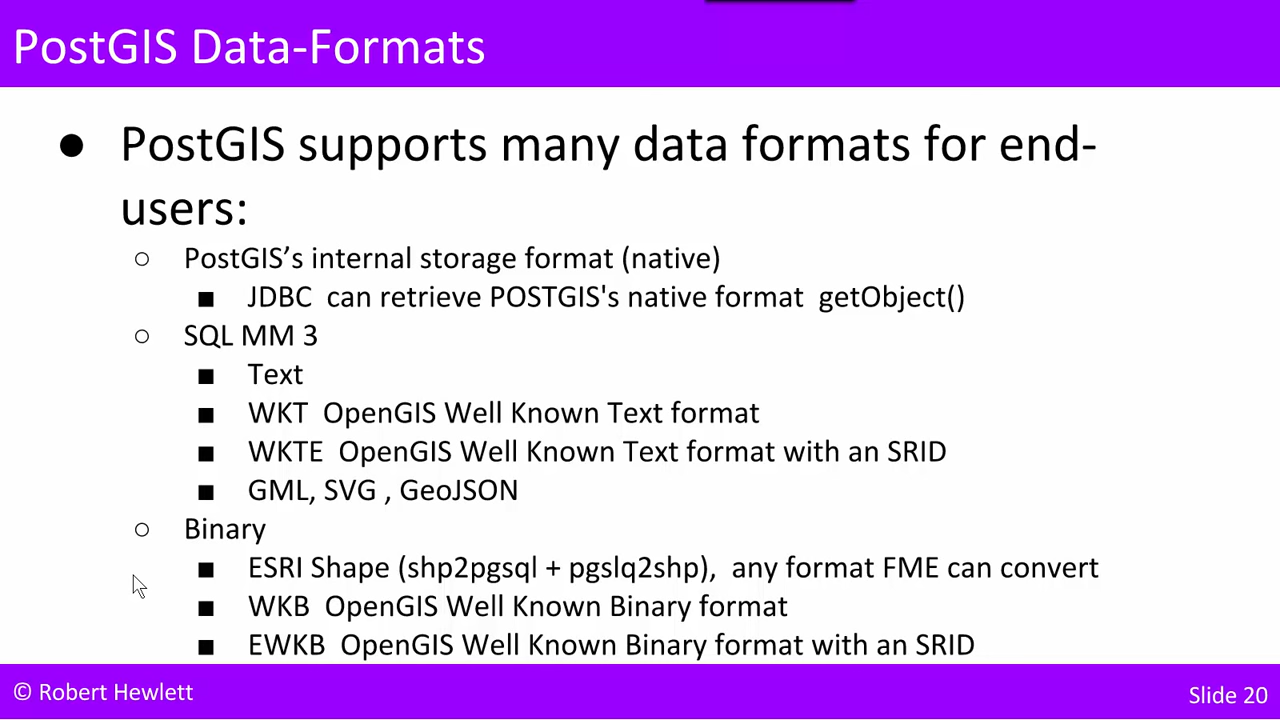 PostGIS Data-Formats
● PostGIS supports many data formats for end-
users:
○ PostGIS’s internal storage format (native)
■ JDBC  can retrieve POSTGIS's native format  getObject()
○ SQL MM 3
■ Text
■ WKT  OpenGIS Well Known Text format
■ WKTE  OpenGIS Well Known Text format with an SRID
■ GML, SVG , GeoJSON
○ Binary
■ ESRI Shape (shp2pgsql + pgslq2shp),  any format FME can convert
■ WKB  OpenGIS Well Known Binary format
■ EWKB  OpenGIS Well Known Binary format with an SRID
© Robert Hewlett
Slide 20